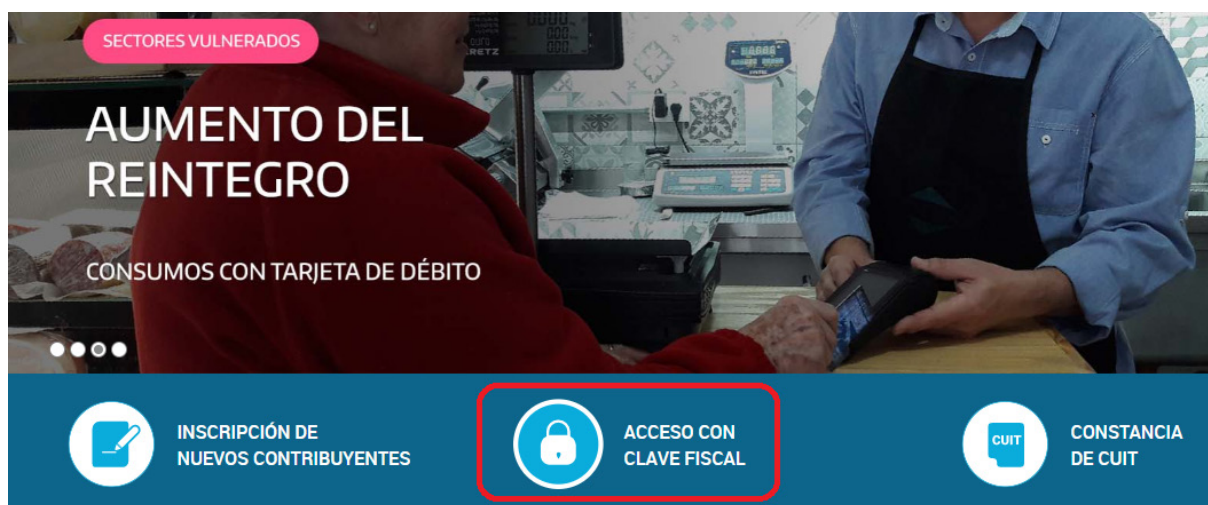 SECTORES VULNERADOS
AUMENTO DEL
REINTEGRO
CONSUMOS CON TARJETA DE DÉBITO
INSCRIPCIÓN DE
NUEVOS CONTRIBUYENTES
ACCESO CON
CLAVE FISCAL
CUIT
CONSTANCIA
DE CUIT